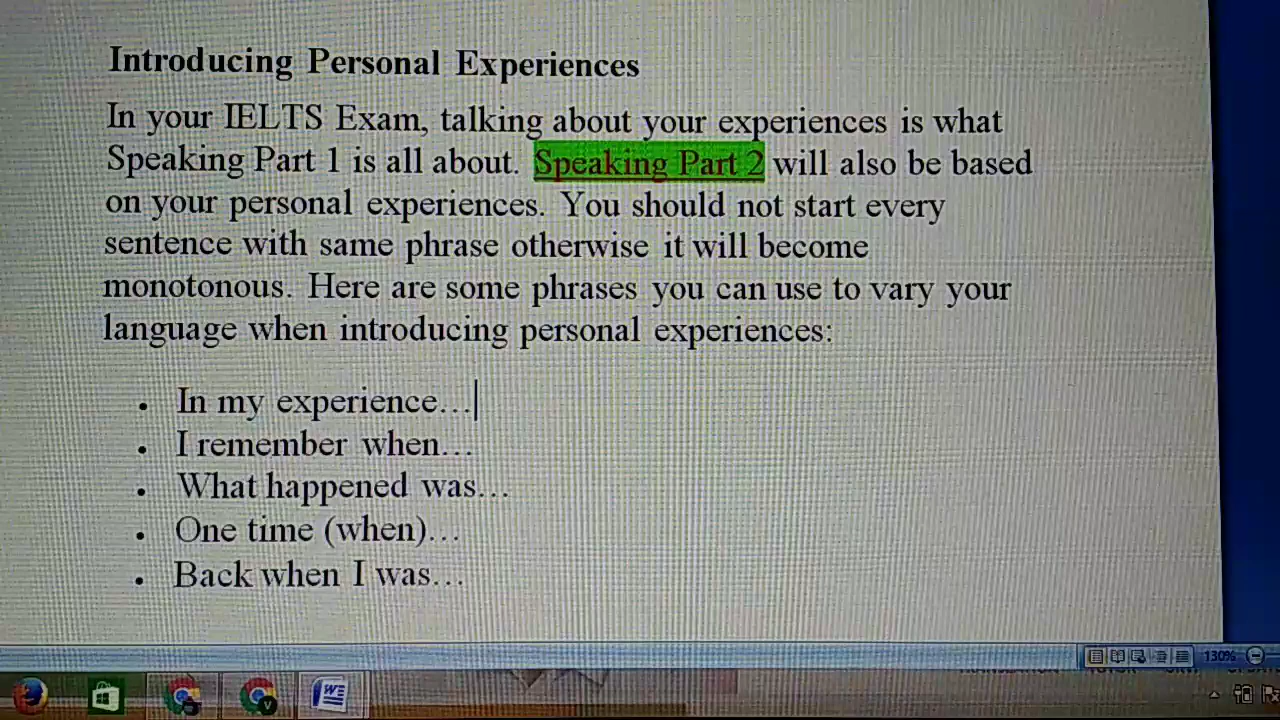 Introducing Personal Experiences
In your IELTS Exam, talking about your experiences is what
Speaking Part 1 is all about. Speaking Part 2 will also be based
on your personal experiences. You should not start every
sentence with same phrase otherwise it will become
monotonous. Here are some phrases you can use to vary your
language when introducing personal experiences:
• In my experience…
• I remember when…
• What happened was…
• One time (when)…
• Back when I was…
130%